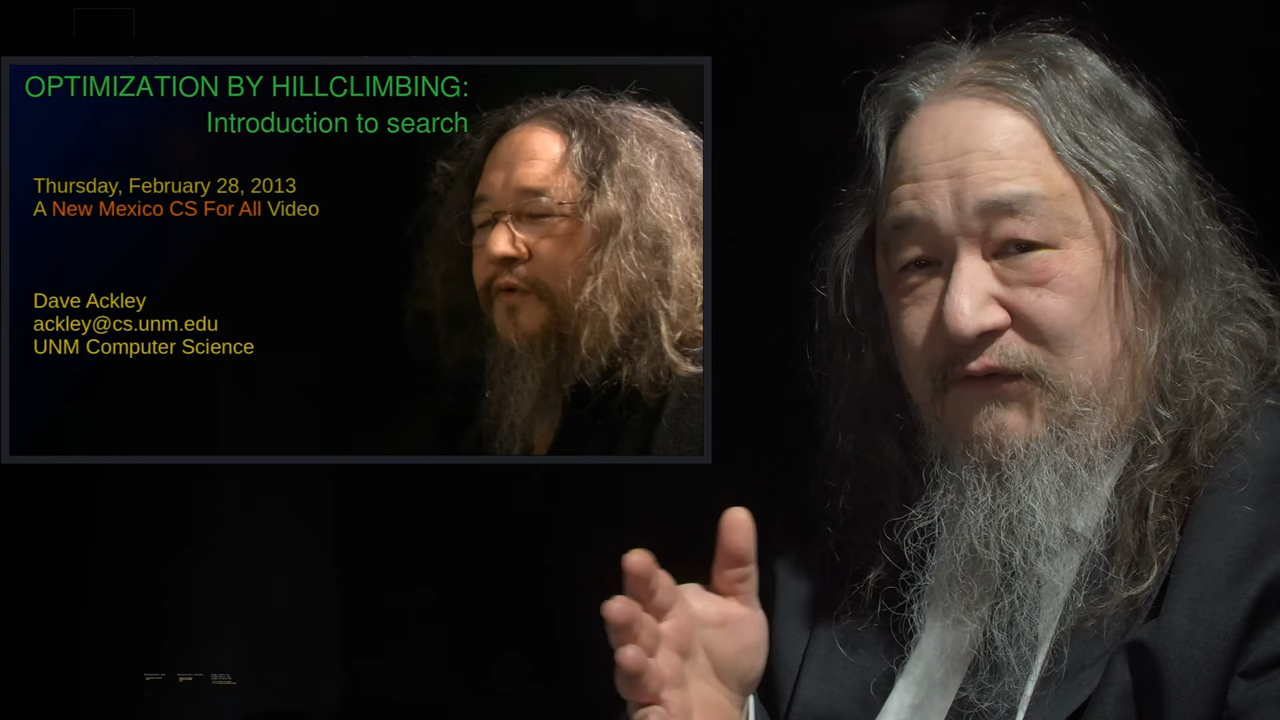 OPTIMIZATION BY HILLCLIMBING:
Introduction to search
Thursday, February 28, 2013
A New Mexico CS For All Video
Dave Ackley
ackley@cs.unm.edu
UNM Computer Science